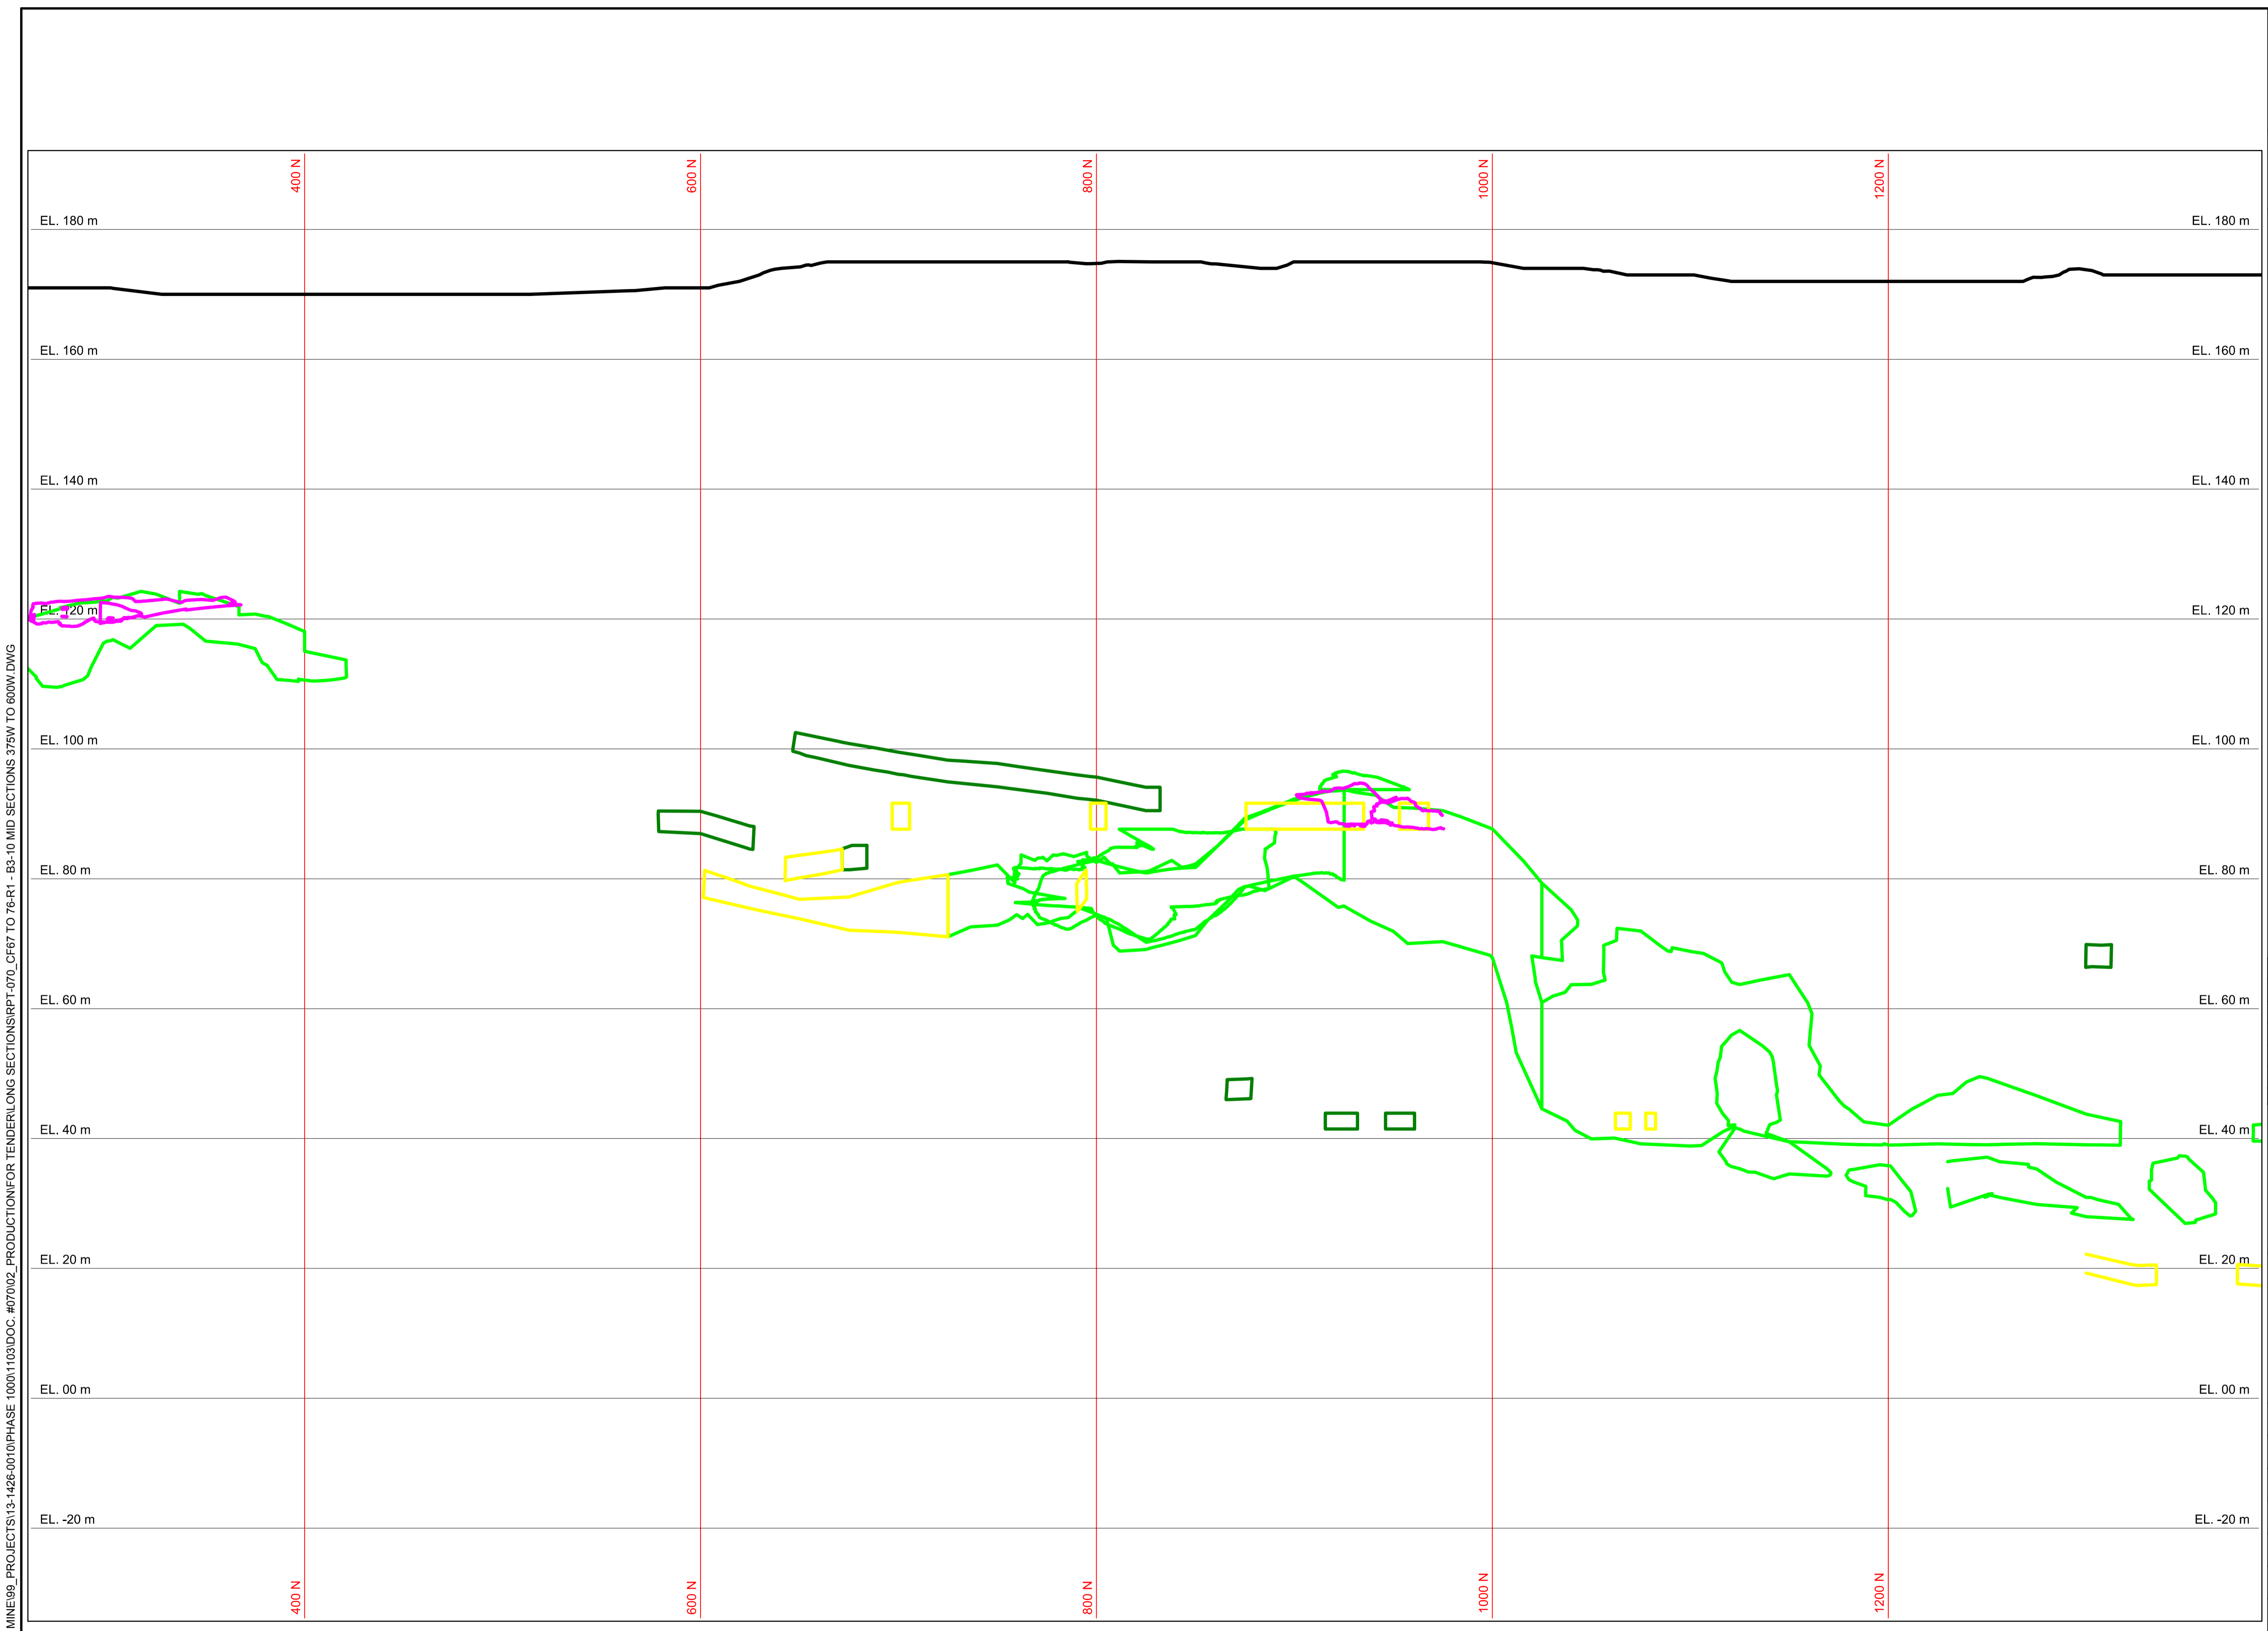 400 N
600 N
800 N
1000 N
1200 N
EL. 180 m
EL. 180 m
EL. 160 m
EL. 160 m
EL. 140 m
EL. 140 m
EL. 120 m
EL. 120 m
EL. 100 m
EL. 100 m
EL. 80 m
EL. 80 m
EL. 60 m
EL. 60 m
EL. 40 m
EL. 40 m
EL. 20 m
EL. 20 m
EL. 00 m
EL. 00 m
EL. -20 m
EL. -20 m
400 N
600 N
800 N
1000 N
1200 N
MINE\99_PROJECTS\13-1426-0010\PHASE 1000\1103\DOC. #070\02_PRODUCTION\FOR TENDER\LONG SECTIONS\RPT-070_CF67 TO 76-R1 - B3-10 MID SECTIONS 375W TO 600W.DWG